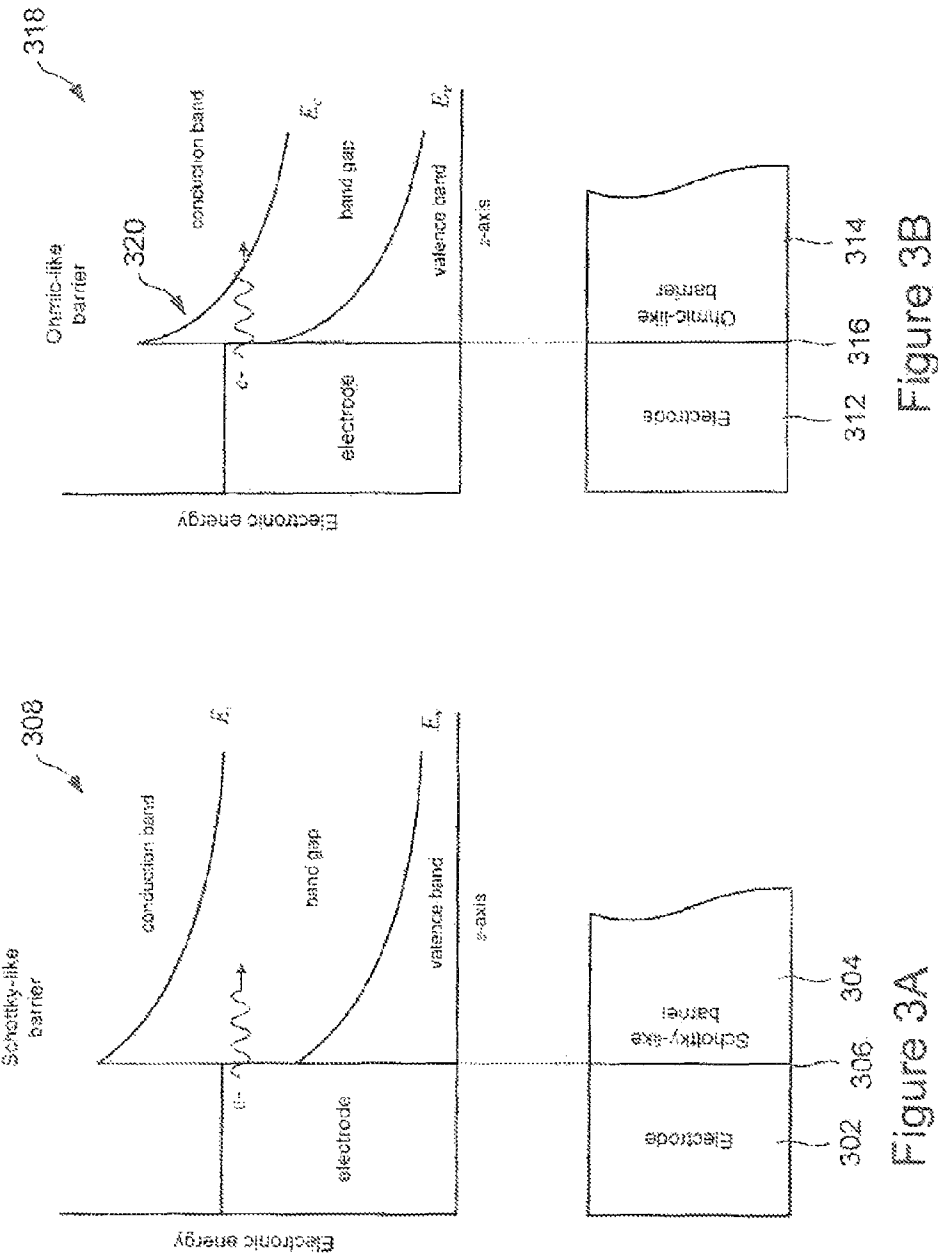 Schottky-like
barrier
308
Electronic energy
conduction band
band gap
valence band
electrode
e-
E
Ev
z-axis
Electrode
Schottky-like
barrier
302
306
304
Figure 3A
Ohmic-like
barrier
318
320
Electronic energy
conduction band
band gap
valence band
electrode
e-
Ec
Ev
z-axis
Electrode
Ohmic-like
barrier
312
316
314
Figure 3B